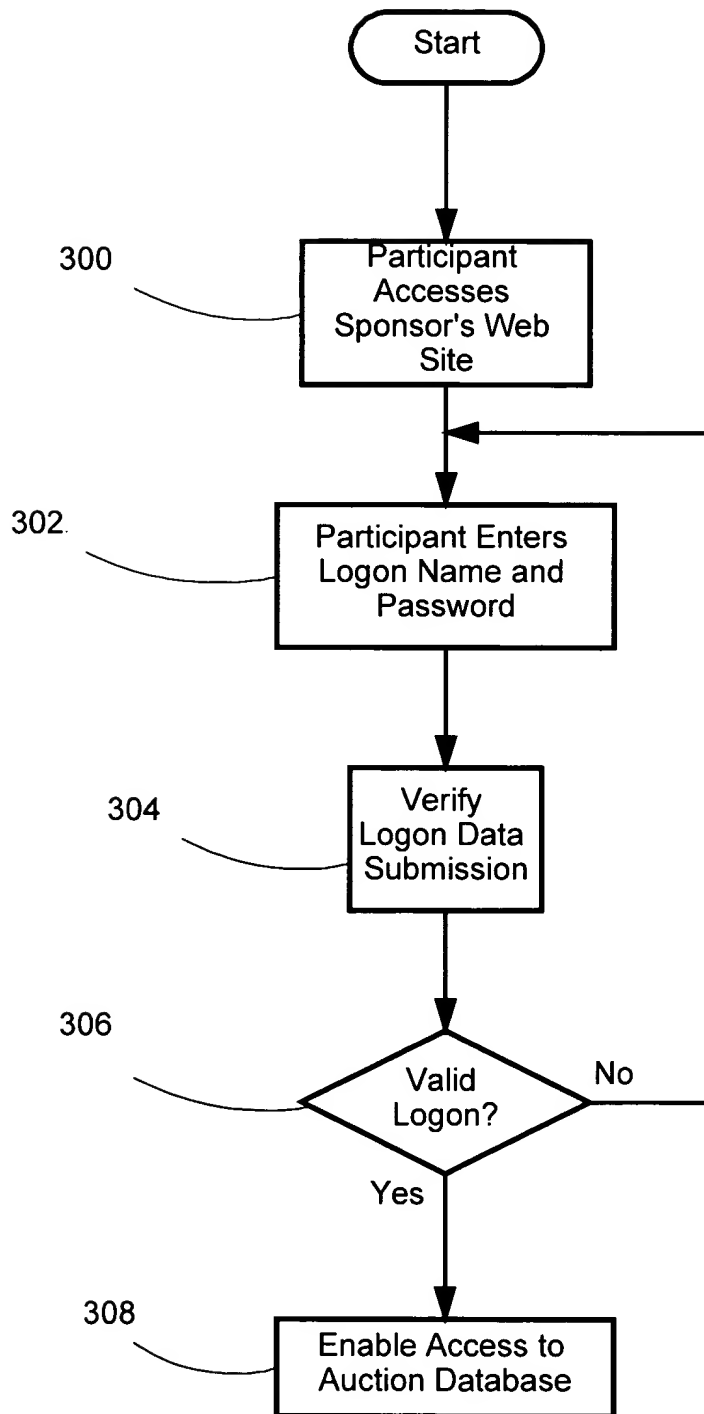 Start
300
Participant
Accesses
Sponsor's Web
Site
302
Participant Enters
Logon Name and
Password
304
Verify
Logon Data
Submission
306
Valid
Logon?
No
Yes
308
Enable Access to
Auction Database